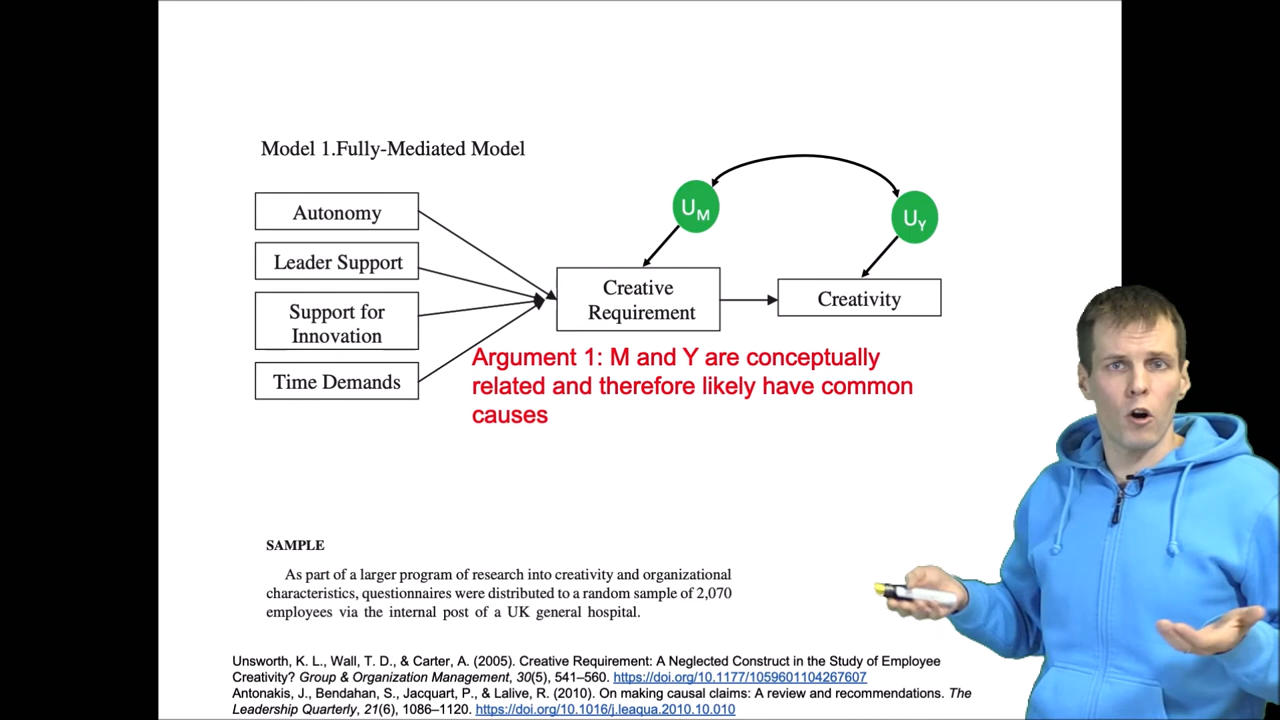 Model 1.Fully-Mediated Model
Autonomy
Leader Support
Support for
Innovation
Time Demands
U_M
U_Y
Creative
Requirement
Creativity
Argument 1: M and Y are conceptually
related and therefore likely have common
causes
SAMPLE
As part of a larger program of research into creativity and organizational
characteristics, questionnaires were distributed to a random sample of 2,070
employees via the internal post of a UK general hospital.
Unsworth, K. L., Wall, T. D., & Carter, A. (2005). Creative Requirement: A Neglected Construct in the Study of Employee
Creativity? Group & Organization Management, 30(5), 541–560. https://doi.org/10.1177/1059601104267607
Antonakis, J., Bendahan, S., Jacquart, P., & Lalive, R. (2010). On making causal claims: A review and recommendations. The
Leadership Quarterly, 21(6), 1086–1120. https://doi.org/10.1016/j.leaqua.2010.10.010